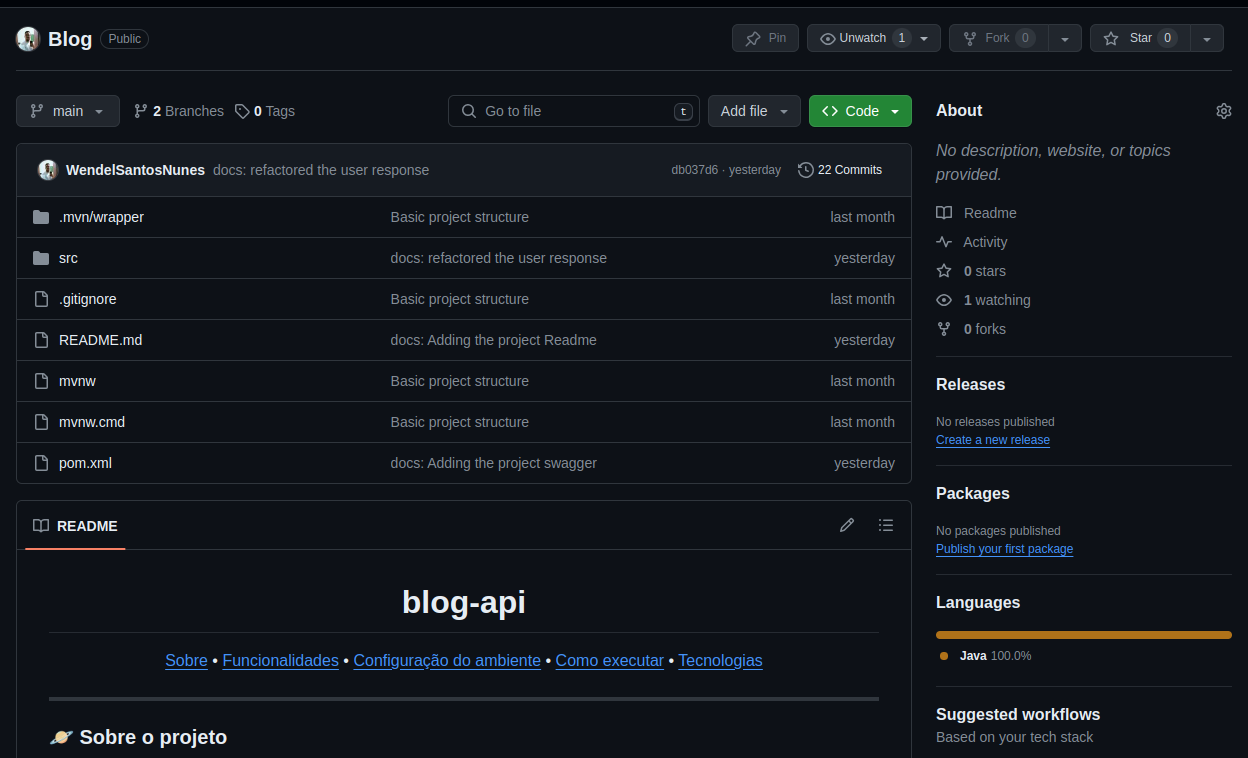 Blog Public Pin Unwatch 1 Fork 0 Star 0
main 2 Branches 0 Tags Go to file t Add file Code
WendelSantosNunes docs: refactored the user response db037d6 · yesterday 22 Commits
.mvn/wrapper Basic project structure last month
src docs: refactored the user response yesterday
.gitignore Basic project structure last month
README.md docs: Adding the project Readme yesterday
mvnw Basic project structure last month
mvnw.cmd Basic project structure last month
pom.xml docs: Adding the project swagger yesterday
README
blog-api
Sobre • Funcionalidades • Configuração do ambiente • Como executar • Tecnologias
🪐 Sobre o projeto
About
No description, website, or topics
provided.
Readme
Activity
0 stars
1 watching
0 forks
Releases
No releases published
Create a new release
Packages
No packages published
Publish your first package
Languages
Java 100.0%
Suggested workflows
Based on your tech stack